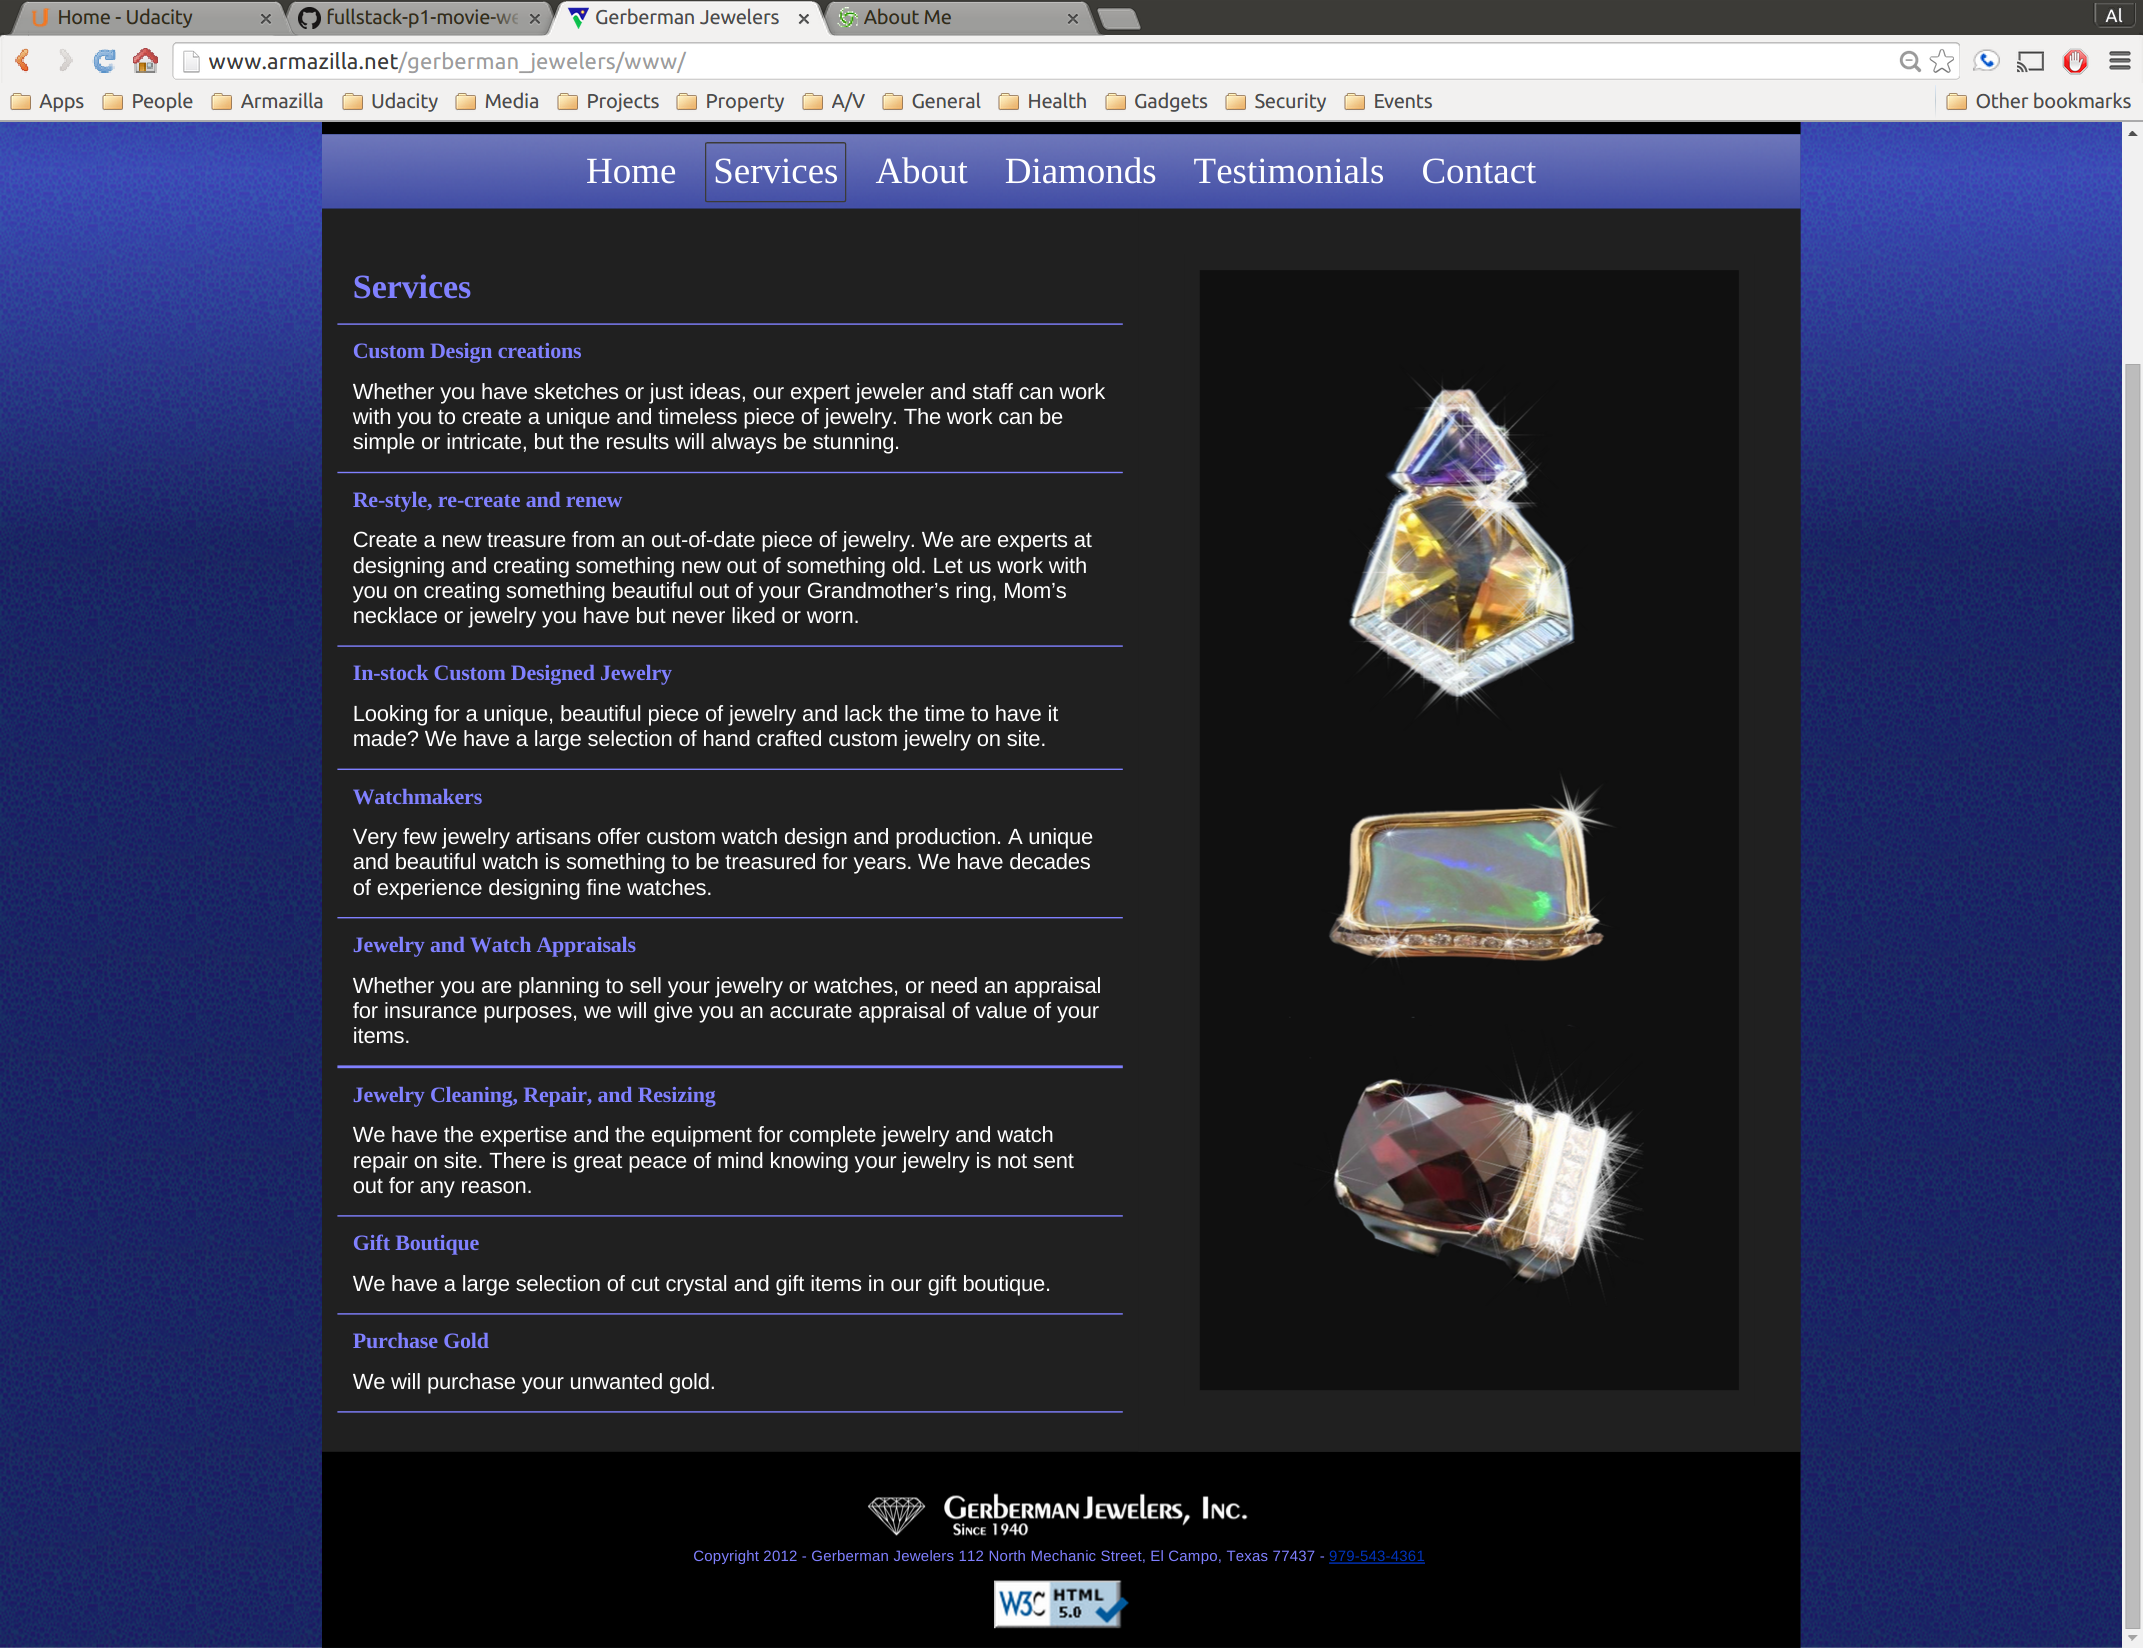 Home - Udacity
fullstack-p1-movie-we
Gerberman Jewelers
About Me
Al
www.armazilla.net/gerberman_jewelers/www/
Apps People Armazilla Udacity Media Projects Property A/V General Health Gadgets Security Events Other bookmarks
Home Services About Diamonds Testimonials Contact
Services
Custom Design creations
Whether you have sketches or just ideas, our expert jeweler and staff can work
with you to create a unique and timeless piece of jewelry. The work can be
simple or intricate, but the results will always be stunning.
Re-style, re-create and renew
Create a new treasure from an out-of-date piece of jewelry. We are experts at
designing and creating something new out of something old. Let us work with
you on creating something beautiful out of your Grandmother’s ring, Mom’s
necklace or jewelry you have but never liked or worn.
In-stock Custom Designed Jewelry
Looking for a unique, beautiful piece of jewelry and lack the time to have it
made? We have a large selection of hand crafted custom jewelry on site.
Watchmakers
Very few jewelry artisans offer custom watch design and production. A unique
and beautiful watch is something to be treasured for years. We have decades
of experience designing fine watches.
Jewelry and Watch Appraisals
Whether you are planning to sell your jewelry or watches, or need an appraisal
for insurance purposes, we will give you an accurate appraisal of value of your
items.
Jewelry Cleaning, Repair, and Resizing
We have the expertise and the equipment for complete jewelry and watch
repair on site. There is great peace of mind knowing your jewelry is not sent
out for any reason.
Gift Boutique
We have a large selection of cut crystal and gift items in our gift boutique.
Purchase Gold
We will purchase your unwanted gold.
Gerberman Jewelers, Inc.
Since 1940
Copyright 2012 - Gerberman Jewelers 112 North Mechanic Street, El Campo, Texas 77437 - 979-543-4361
W3C HTML
5.0